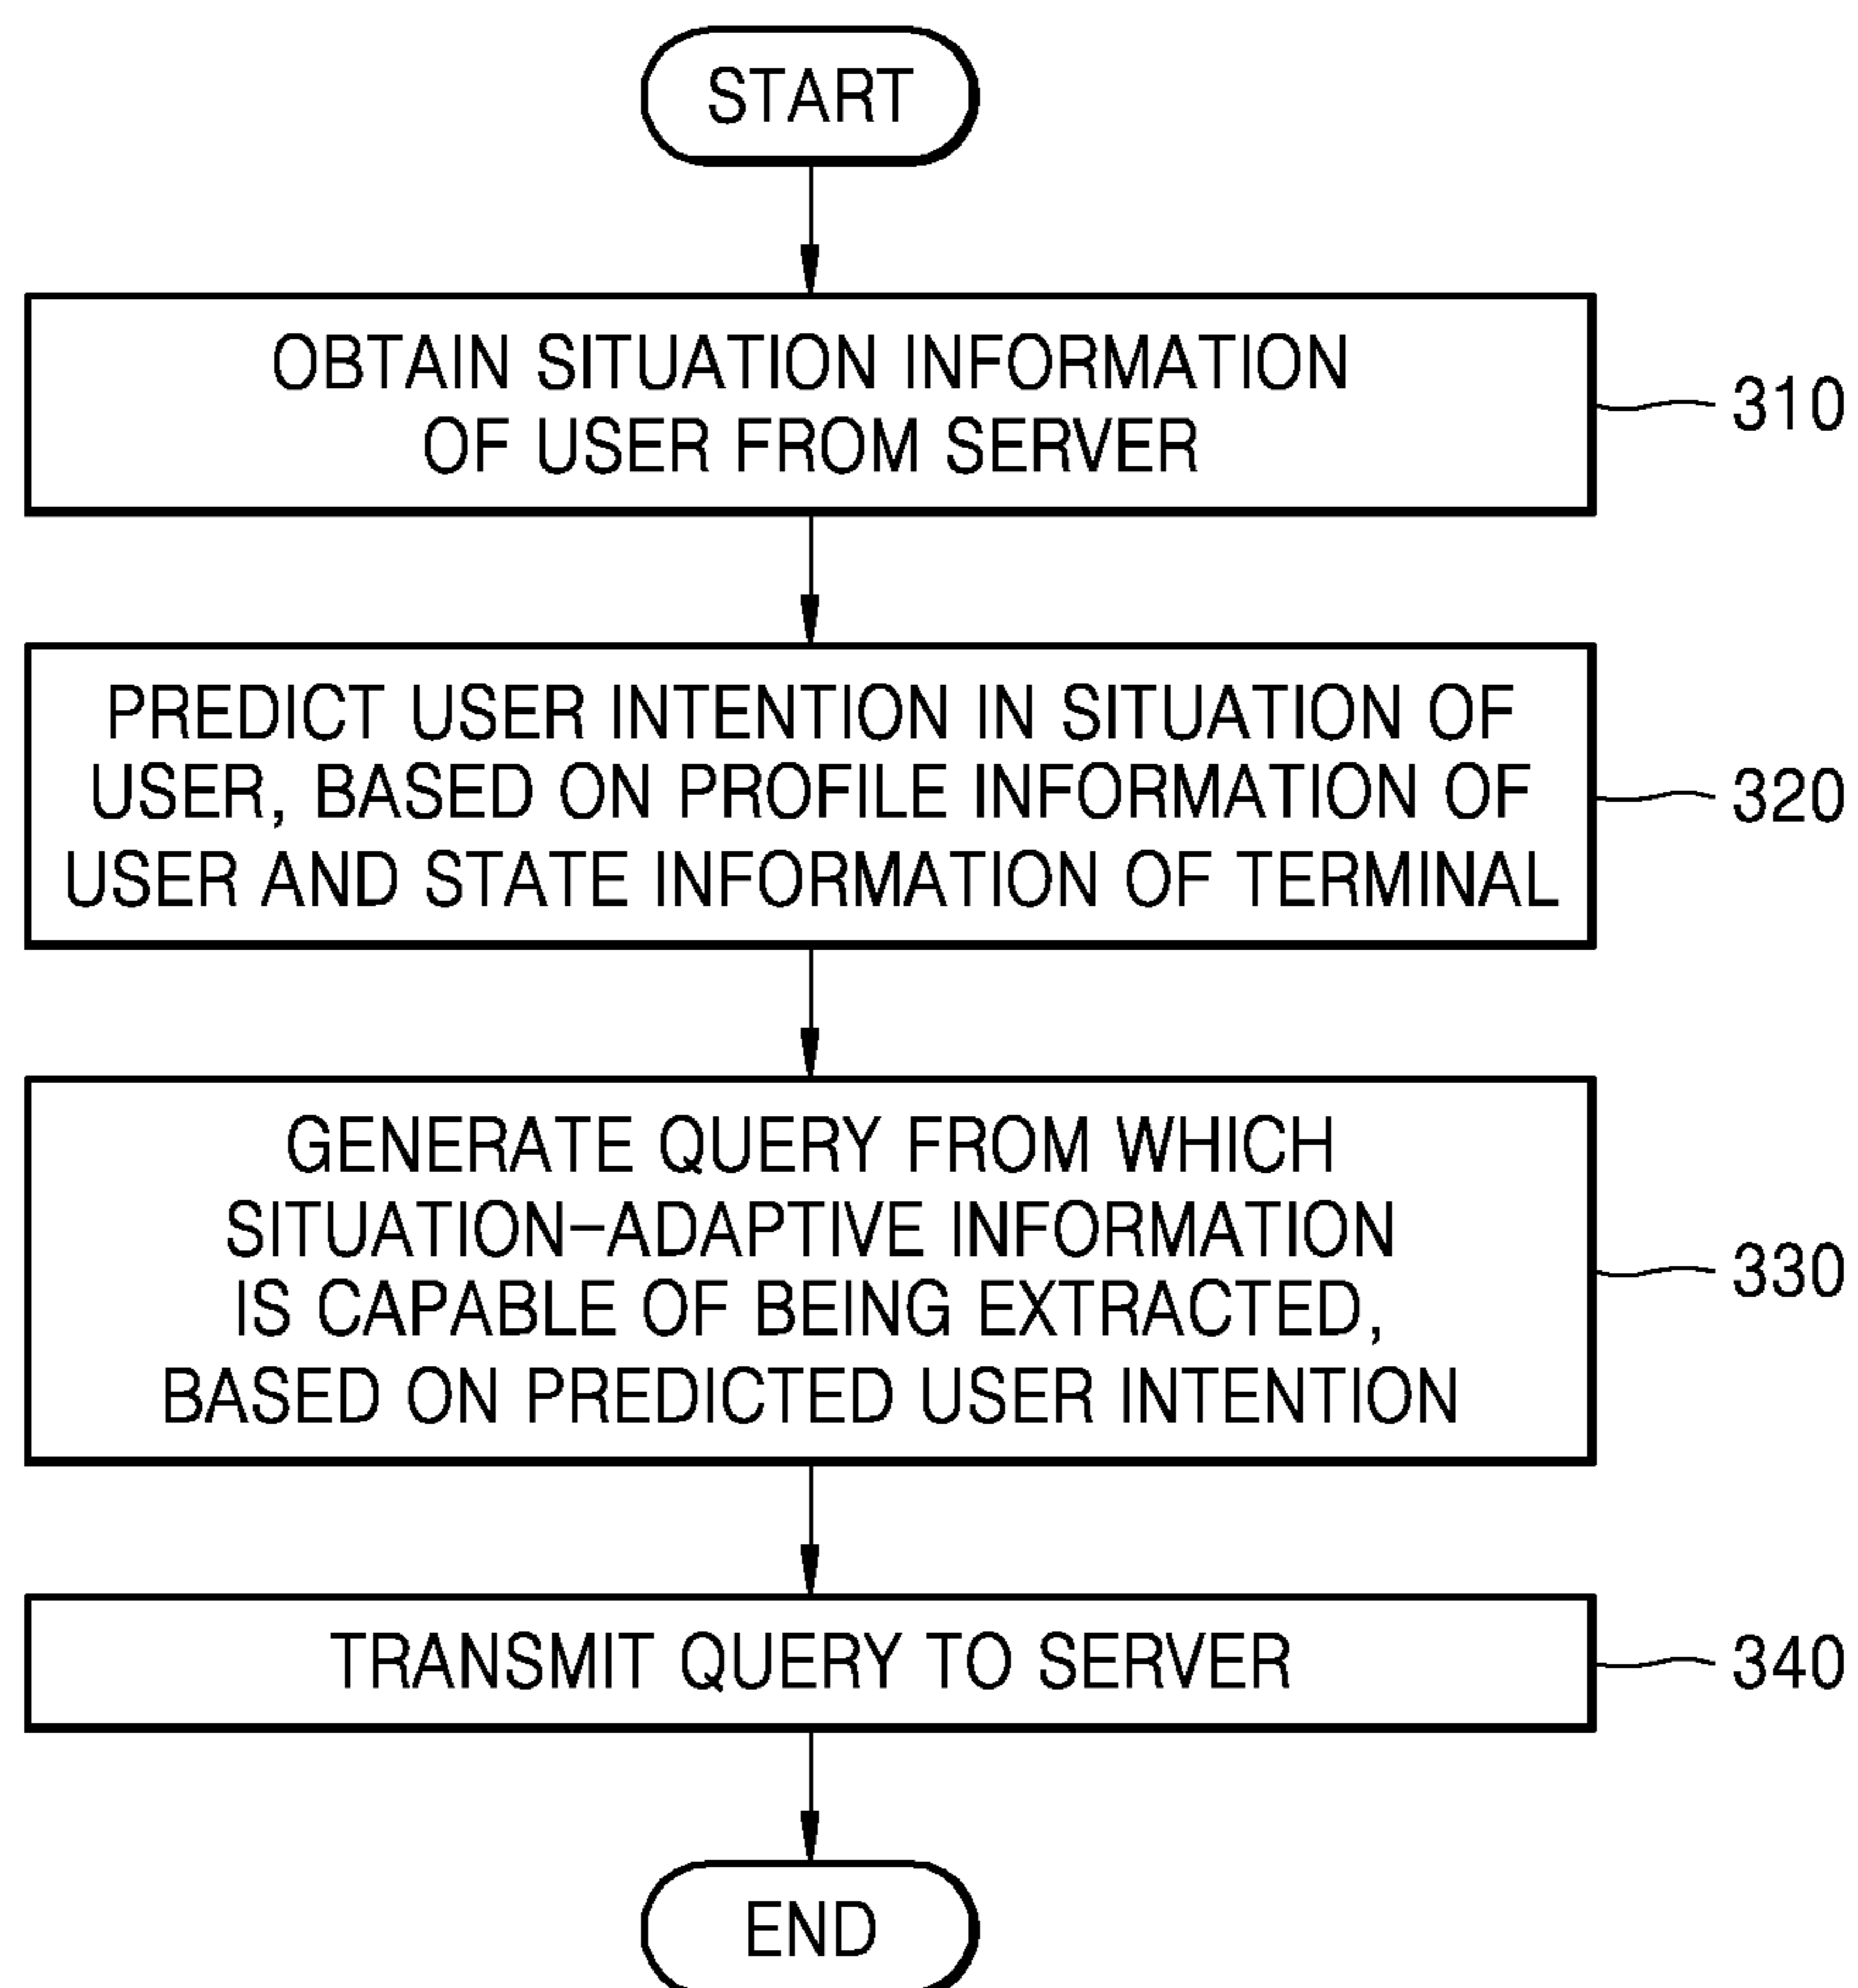 START
OBTAIN SITUATION INFORMATION
OF USER FROM SERVER
310
PREDICT USER INTENTION IN SITUATION OF
USER, BASED ON PROFILE INFORMATION OF
USER AND STATE INFORMATION OF TERMINAL
320
GENERATE QUERY FROM WHICH
SITUATION-ADAPTIVE INFORMATION
IS CAPABLE OF BEING EXTRACTED,
BASED ON PREDICTED USER INTENTION
330
TRANSMIT QUERY TO SERVER
340
END